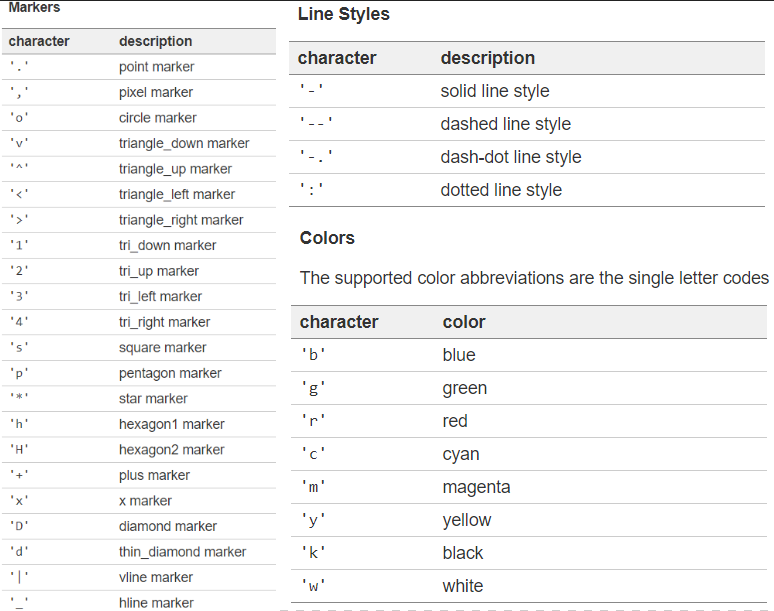 Markers
character description
'.' point marker
',' pixel marker
'o' circle marker
'v' triangle_down marker
'^' triangle_up marker
'<' triangle_left marker
'>' triangle_right marker
'1' tri_down marker
'2' tri_up marker
'3' tri_left marker
'4' tri_right marker
's' square marker
'p' pentagon marker
'*' star marker
'h' hexagon1 marker
'H' hexagon2 marker
'+' plus marker
'x' x marker
'D' diamond marker
'd' thin_diamond marker
'|' vline marker
'_' hline marker
Line Styles
character description
'-' solid line style
'--' dashed line style
'-.' dash-dot line style
':' dotted line style
Colors
The supported color abbreviations are the single letter codes
character color
'b' blue
'g' green
'r' red
'c' cyan
'm' magenta
'y' yellow
'k' black
'w' white